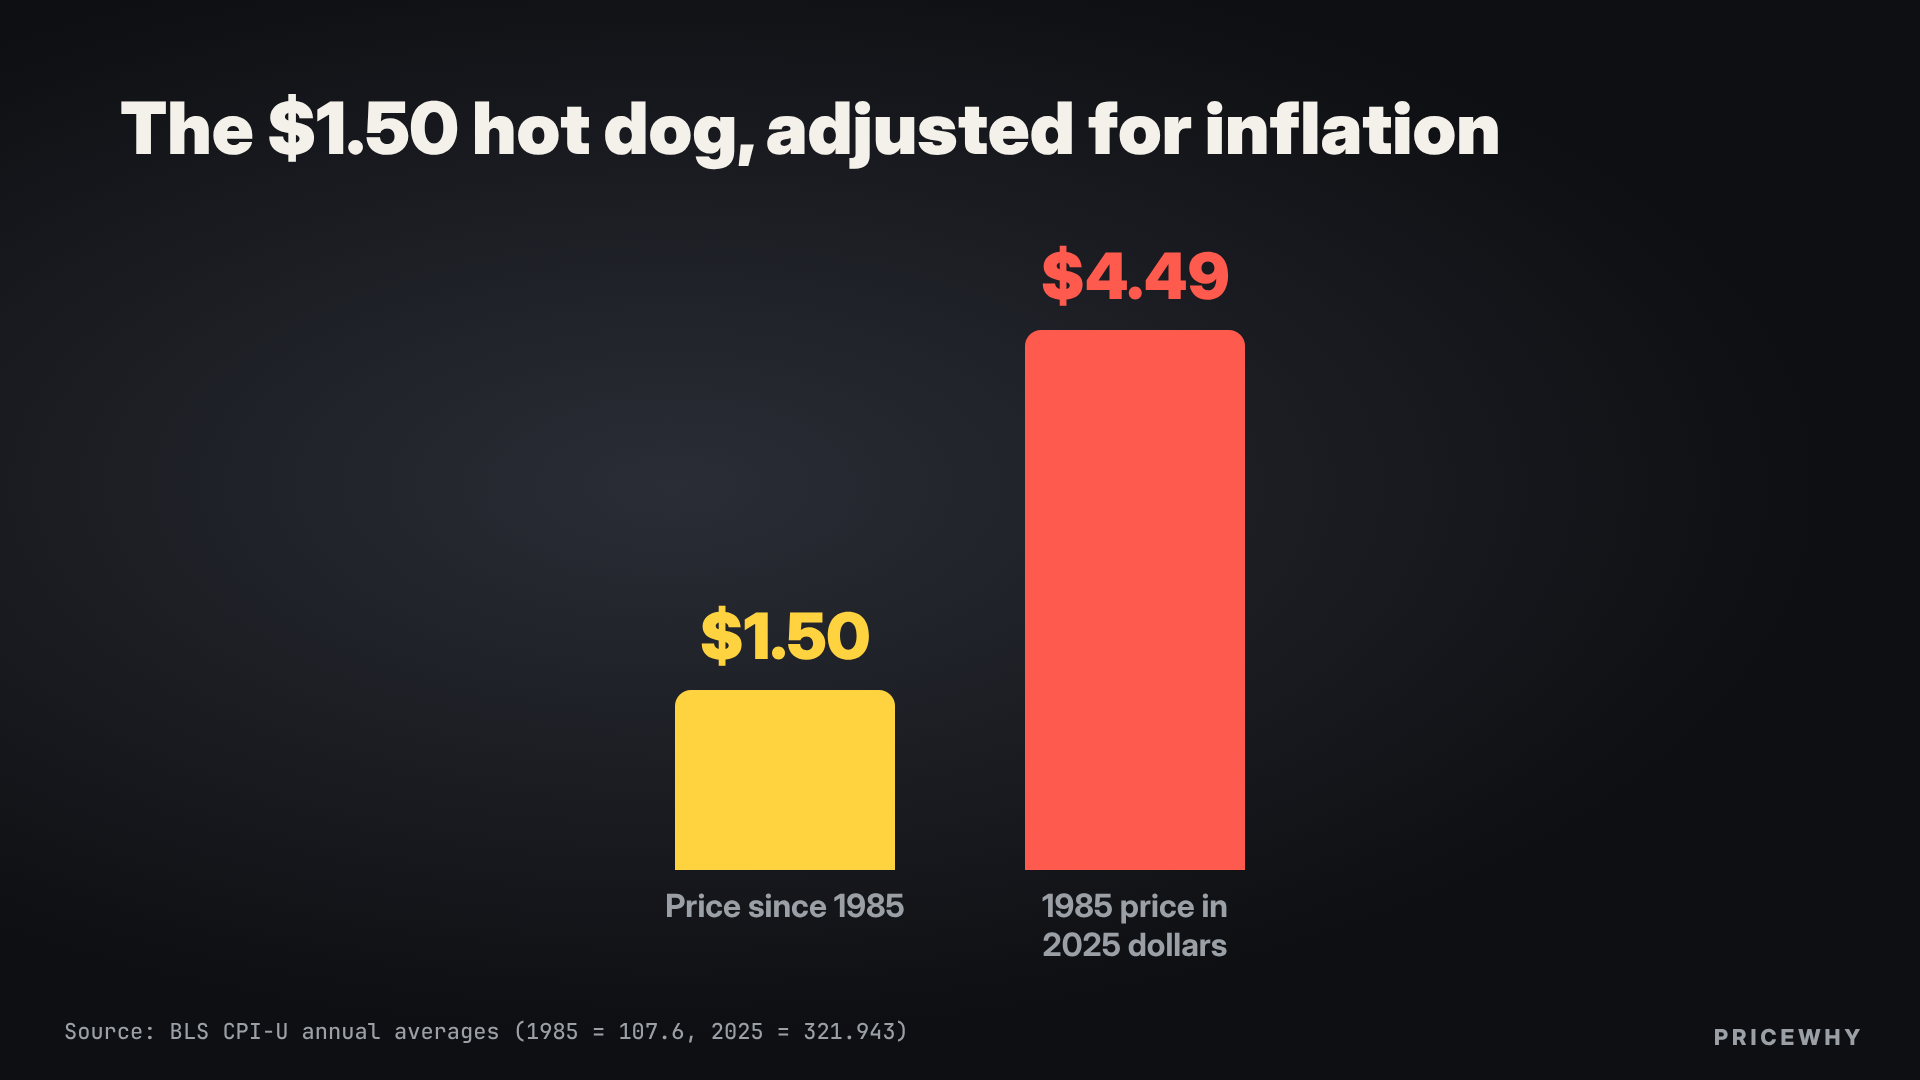 The $1.50 hot dog, adjusted for inflation
$4.49
$1.50
Price since 1985
1985 price in
2025 dollars
Source: BLS CPI-U annual averages (1985 = 107.6, 2025 = 321.943)
PRICEWHY